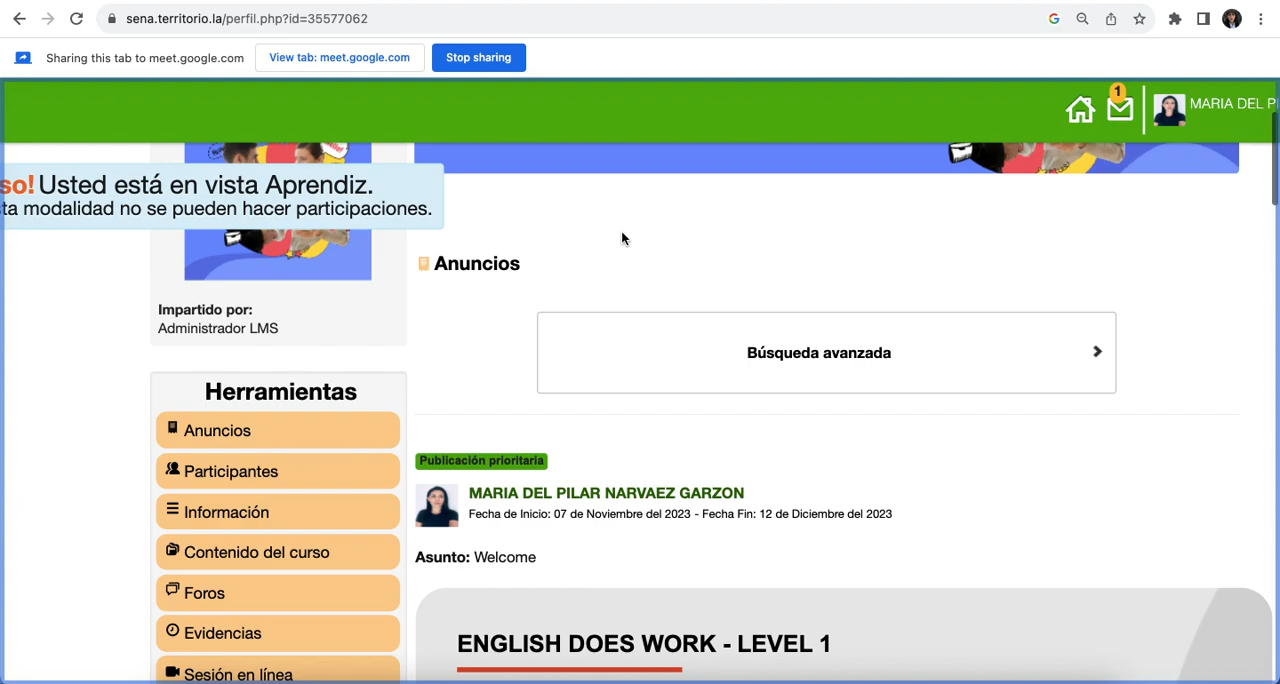 sena.territorio.la/perfil.php?id=35577062
Sharing this tab to meet.google.com
View tab: meet.google.com
Stop sharing
1
MARIA DEL P
so! Usted está en vista Aprendiz.
sta modalidad no se pueden hacer participaciones.
Impartido por:
Administrador LMS
Herramientas
Anuncios
Participantes
Información
Contenido del curso
Foros
Evidencias
Sesión en línea
Anuncios
Búsqueda avanzada
Publicación prioritaria
MARIA DEL PILAR NARVAEZ GARZON
Fecha de Inicio: 07 de Noviembre del 2023 - Fecha Fin: 12 de Diciembre del 2023
Asunto: Welcome
ENGLISH DOES WORK - LEVEL 1